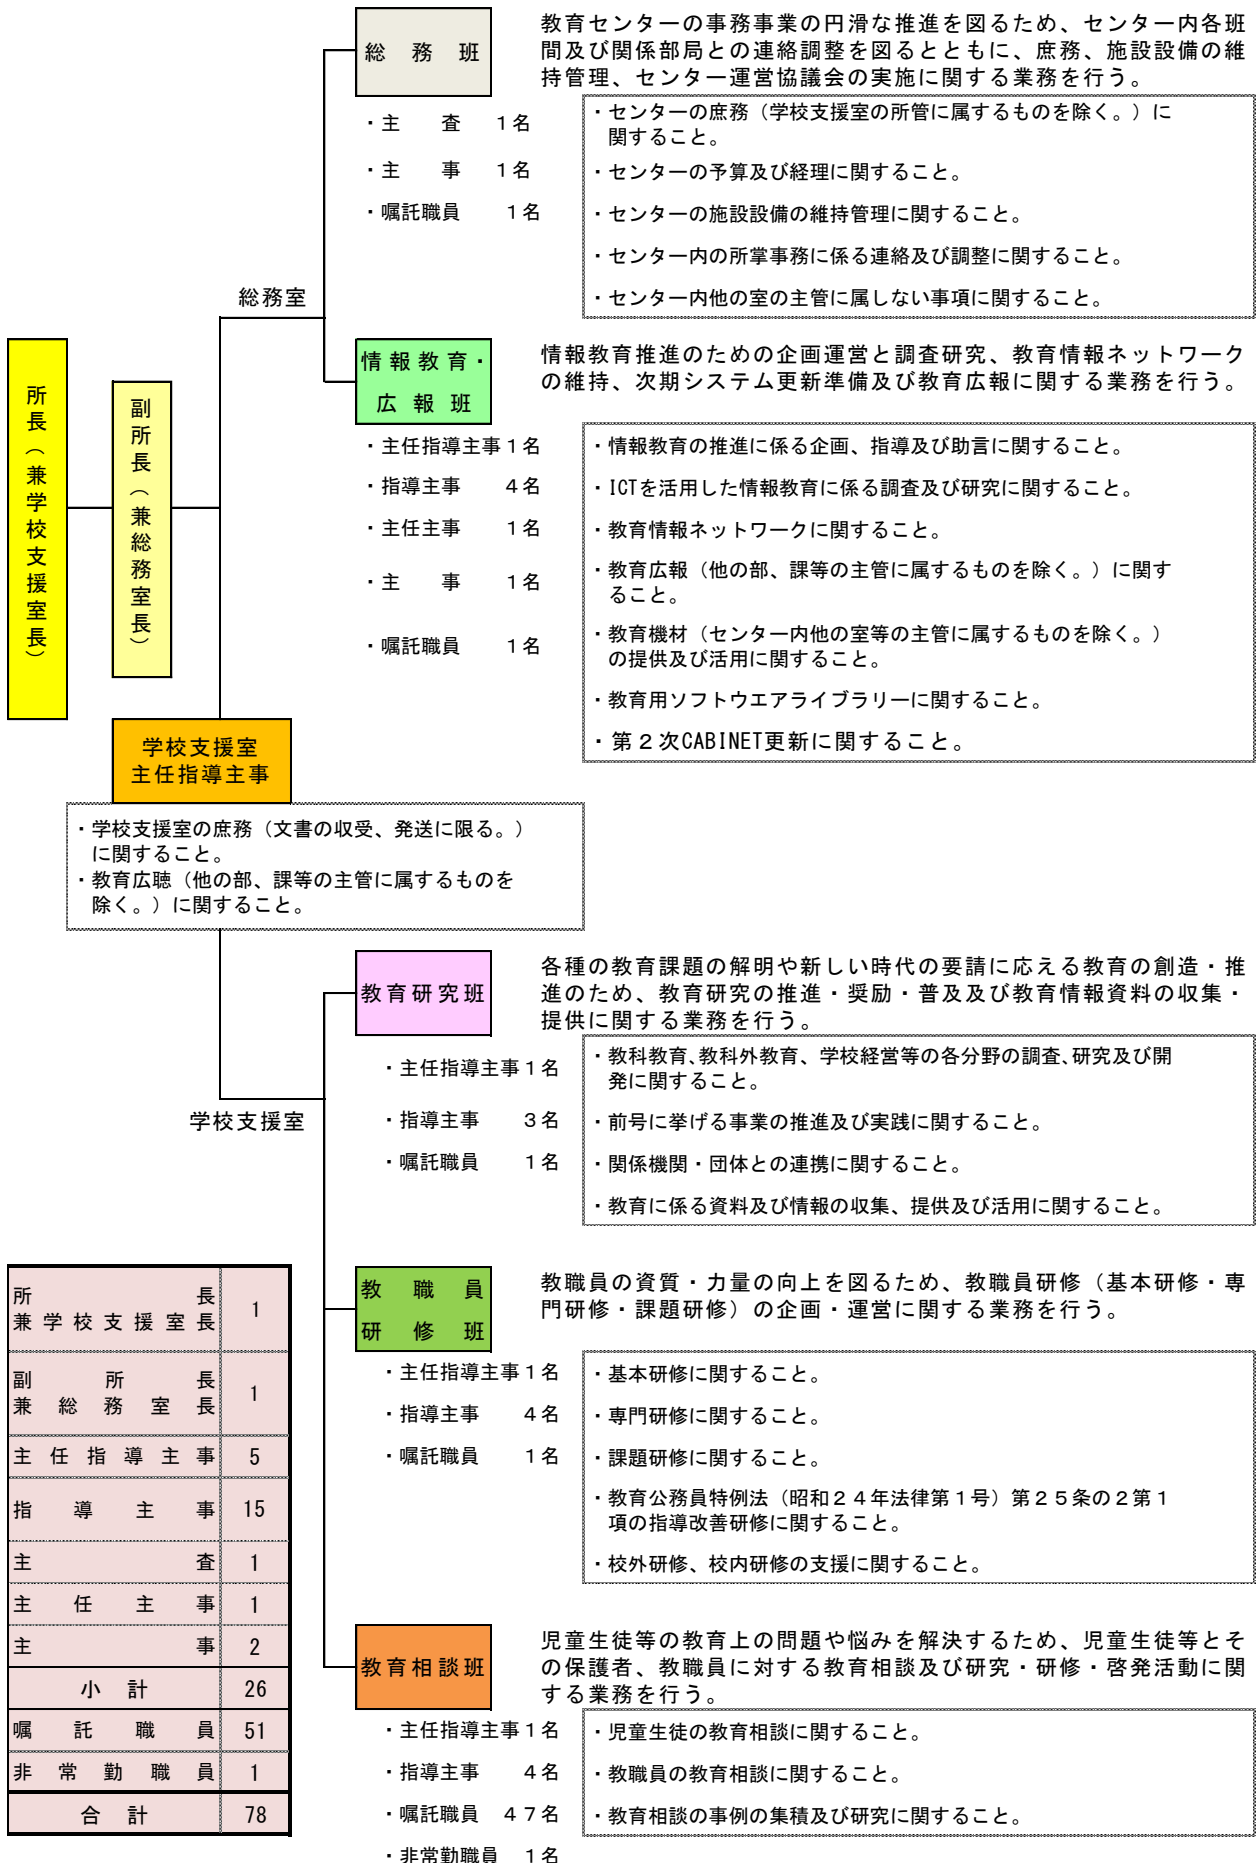 総務班
教育センターの事務事業の円滑な推進を図るため、センター内各班
間及び関係部局との連絡調整を図るとともに、庶務、施設設備の維
持管理、センター運営協議会の実施に関する業務を行う。
・主　査　1名
・主　事　1名
・嘱託職員　1名
・センターの庶務（学校支援室の所管に属するものを除く。）に
関すること。
・センターの予算及び経理に関すること。
・センターの施設設備の維持管理に関すること。
・センター内の所掌事務に係る連絡及び調整に関すること。
・センター内他の室の主管に属しない事項に関すること。
総務室
所長（兼学校支援室長）
副所長（兼総務室長）
情報教育・
広報班
情報教育推進のための企画運営と調査研究、教育情報ネットワーク
の維持、次期システム更新準備及び教育広報に関する業務を行う。
・主任指導主事1名
・指導主事　4名
・主任主事　1名
・主　事　1名
・嘱託職員　1名
・情報教育の推進に係る企画、指導及び助言に関すること。
・ICTを活用した情報教育に係る調査及び研究に関すること。
・教育情報ネットワークに関すること。
・教育広報（他の部、課等の主管に属するものを除く。）に関す
ること。
・教育機材（センター内他の室等の主管に属するものを除く。）
の提供及び活用に関すること。
・教育用ソフトウエアライブラリーに関すること。
・第２次CABINET更新に関すること。
学校支援室
主任指導主事
・学校支援室の庶務（文書の収受、発送に限る。）
に関すること。
・教育広聴（他の部、課等の主管に属するものを
除く。）に関すること。
学校支援室
教育研究班
各種の教育課題の解明や新しい時代の要請に応える教育の創造・推
進のため、教育研究の推進・奨励・普及及び教育情報資料の収集・
提供に関する業務を行う。
・主任指導主事1名
・指導主事　3名
・嘱託職員　1名
・教科教育、教科外教育、学校経営等の各分野の調査、研究及び開
発に関すること。
・前号に挙げる事業の推進及び実践に関すること。
・関係機関・団体との連携に関すること。
・教育に係る資料及び情報の収集、提供及び活用に関すること。
教職員
研修班
教職員の資質・力量の向上を図るため、教職員研修（基本研修・専
門研修・課題研修）の企画・運営に関する業務を行う。
・主任指導主事1名
・指導主事　4名
・嘱託職員　1名
・基本研修に関すること。
・専門研修に関すること。
・課題研修に関すること。
・教育公務員特例法（昭和２４年法律第１号）第２５条の２第１
項の指導改善研修に関すること。
・校外研修、校内研修の支援に関すること。
教育相談班
児童生徒等の教育上の問題や悩みを解決するため、児童生徒等とそ
の保護者、教職員に対する教育相談及び研究・研修・啓発活動に関
する業務を行う。
・主任指導主事1名
・指導主事　4名
・嘱託職員　４７名
・非常勤職員　1名
・児童生徒の教育相談に関すること。
・教職員の教育相談に関すること。
・教育相談の事例の集積及び研究に関すること。
所長
兼学校支援室長　1
副所長
兼総務室長　1
主任指導主事　5
指導主事　15
主査　1
主任主事　1
主事　2
小計　26
嘱託職員　51
非常勤職員　1
合計　78